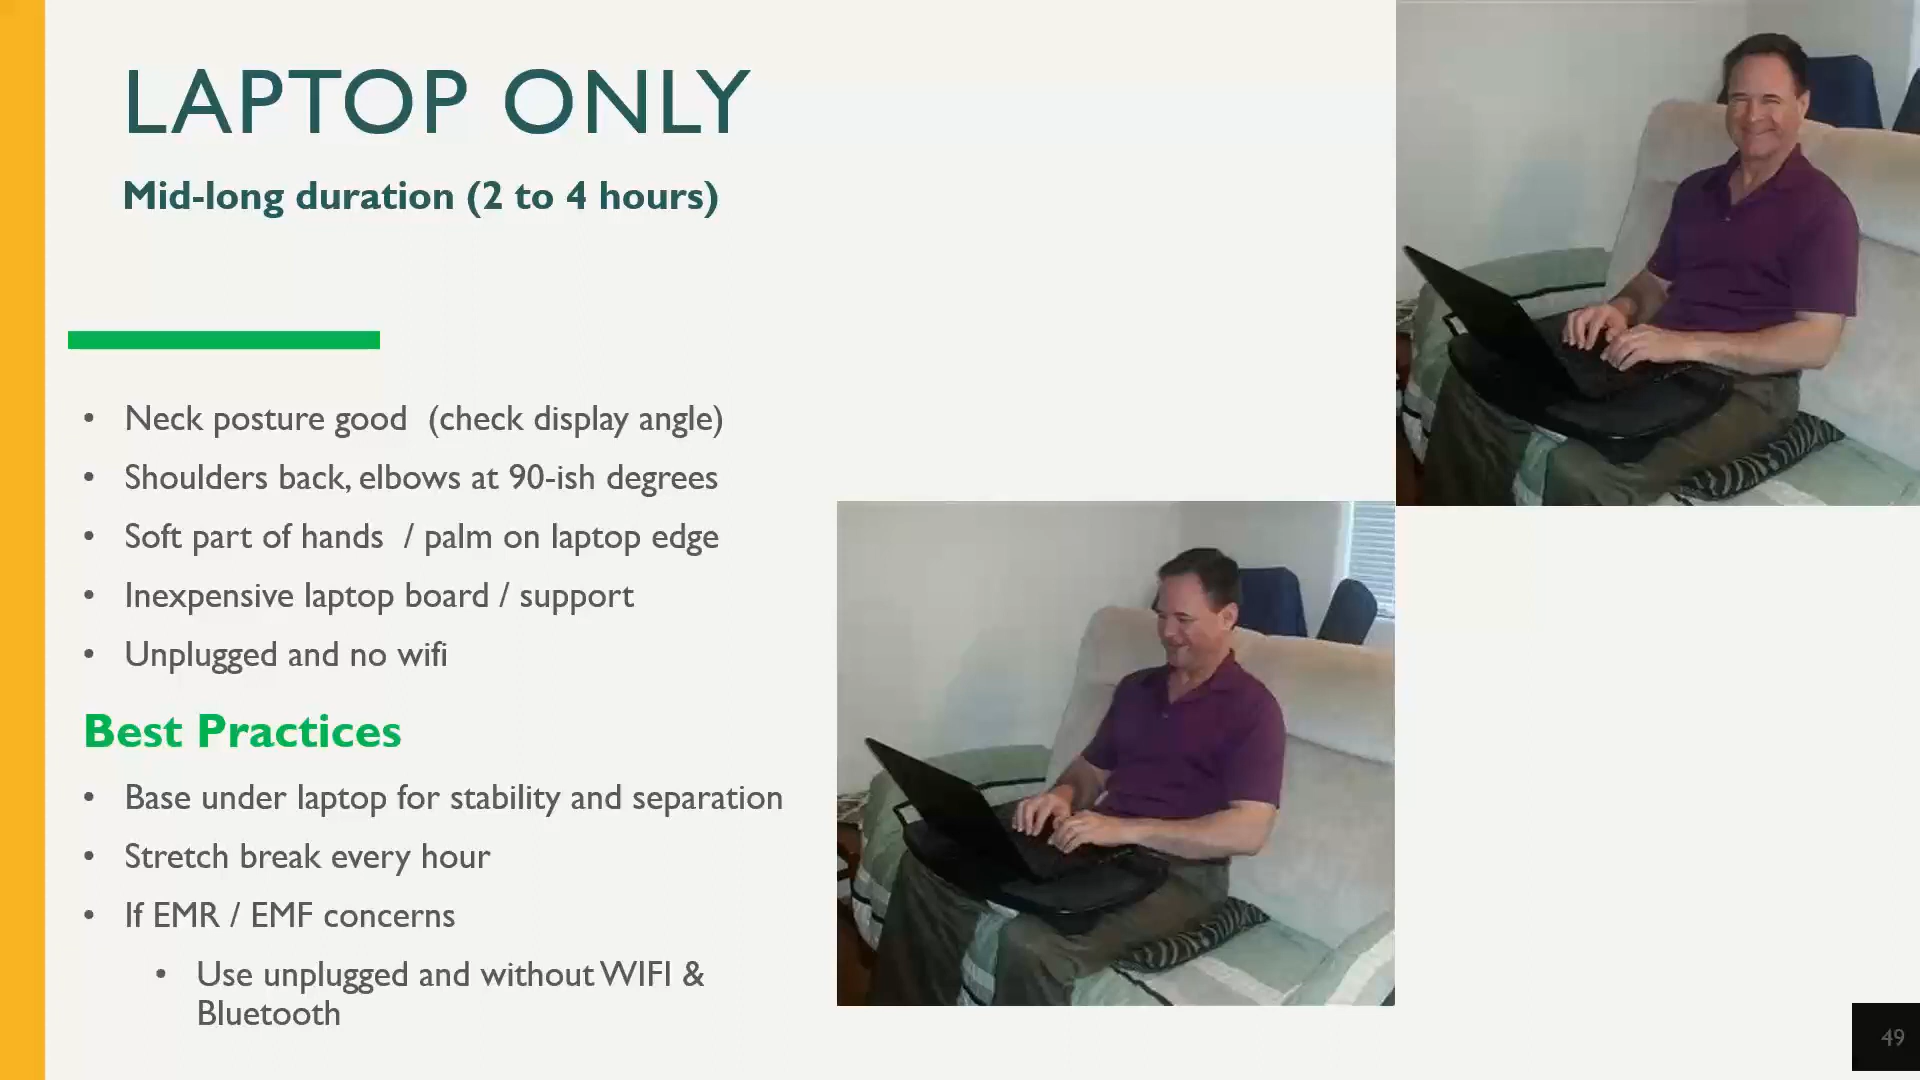 LAPTOP ONLY
Mid-long duration (2 to 4 hours)
• Neck posture good (check display angle)
• Shoulders back, elbows at 90-ish degrees
• Soft part of hands / palm on laptop edge
• Inexpensive laptop board / support
• Unplugged and no wifi
Best Practices
• Base under laptop for stability and separation
• Stretch break every hour
• If EMR / EMF concerns
• Use unplugged and without WIFI &
Bluetooth
49